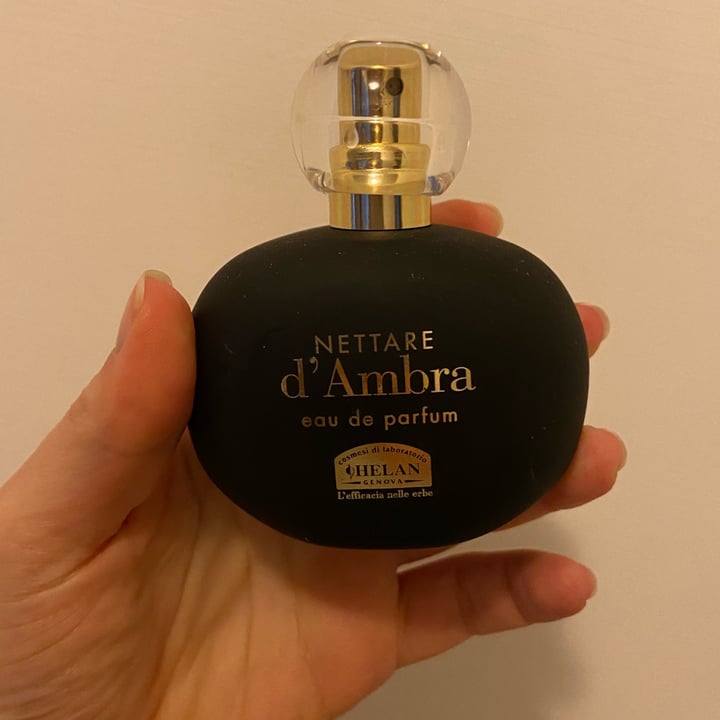 NETTARE
d'Ambra
eau de parfum
cosmesi di laboratorio
HELAN
GENOVA
L'efficacia nelle erbe